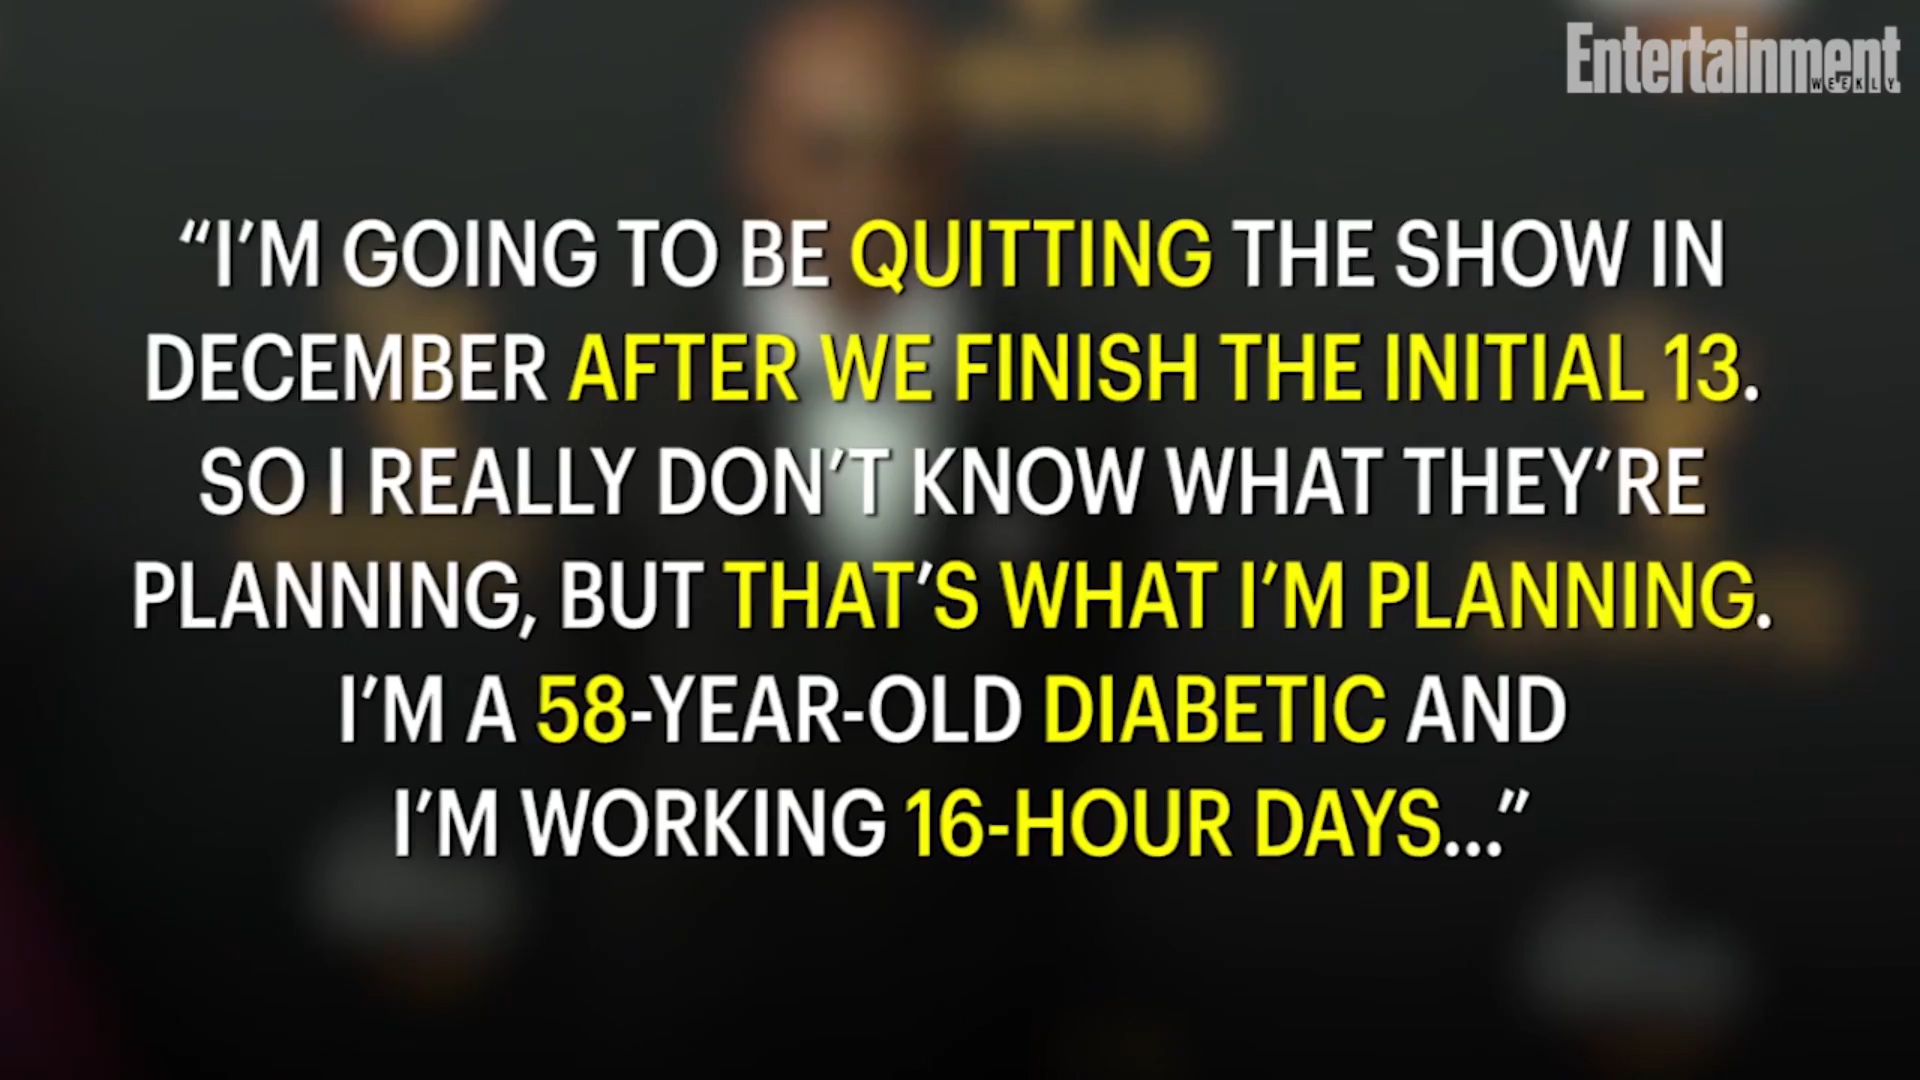 Entertainment
WEEKLY
“I’M GOING TO BE QUITTING THE SHOW IN
DECEMBER AFTER WE FINISH THE INITIAL 13.
SO I REALLY DON’T KNOW WHAT THEY’RE
PLANNING, BUT THAT’S WHAT I’M PLANNING.
I’M A 58-YEAR-OLD DIABETIC AND
I’M WORKING 16-HOUR DAYS...”